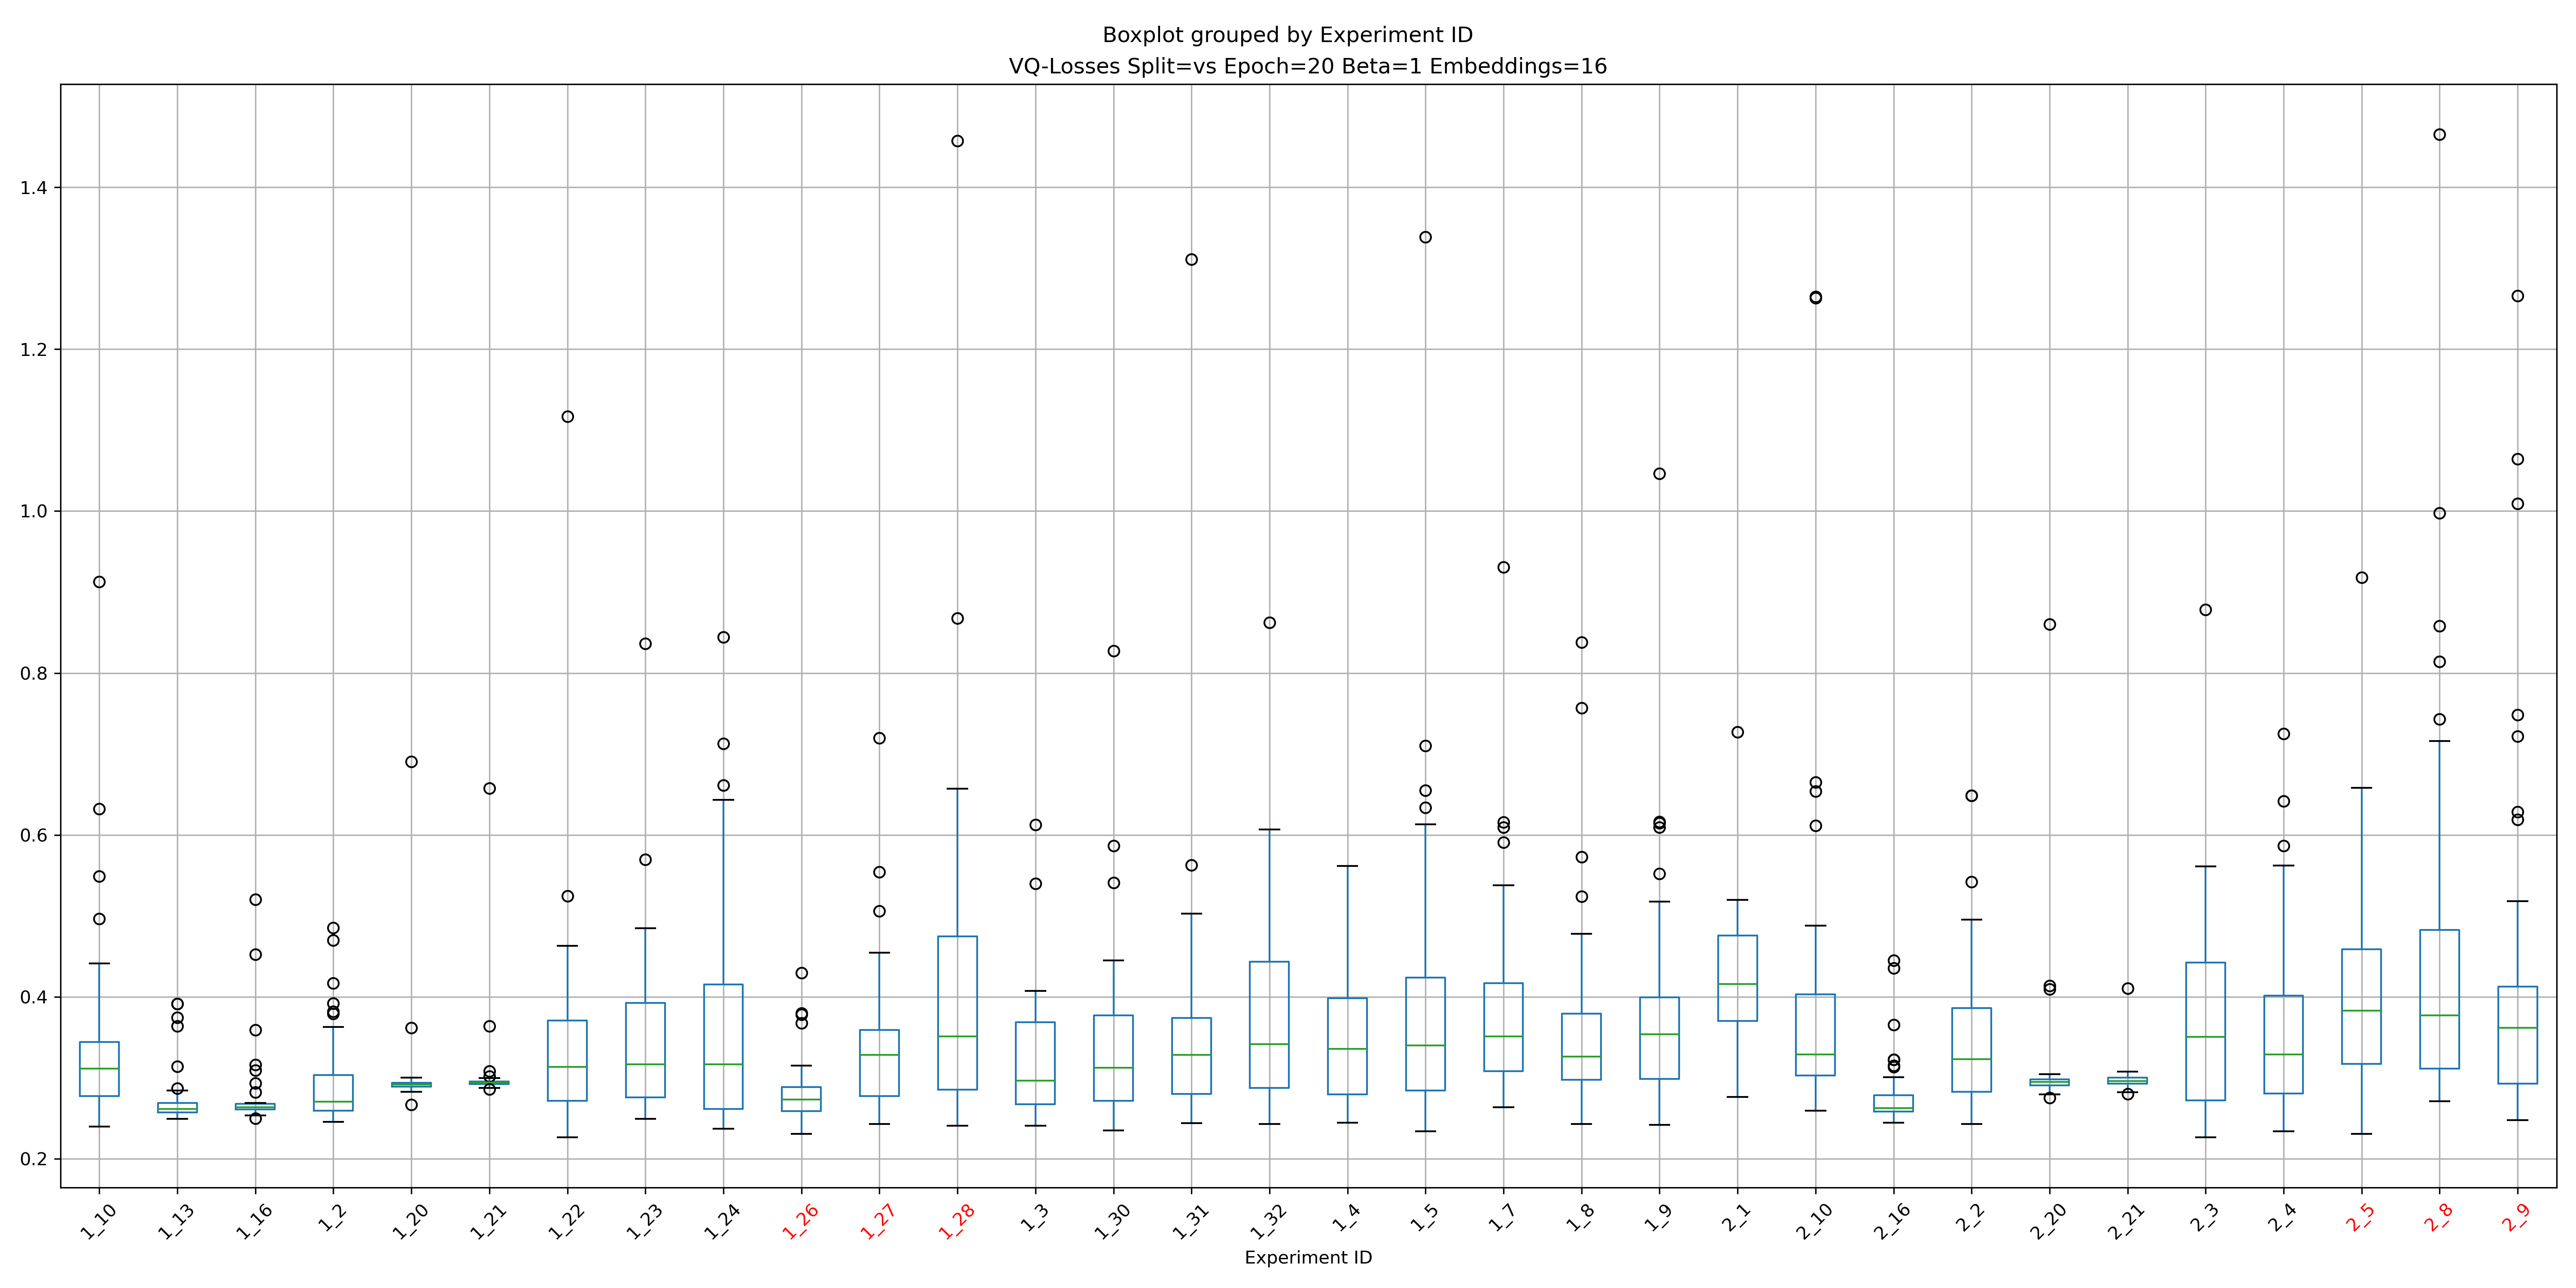 Boxplot grouped by Experiment ID
VQ-Losses Split=vs Epoch=20 Beta=1 Embeddings=16
1.4
1.2
1.0
0.8
0.6
0.4
0.2
1_10 1_13 1_16 1_2 1_20 1_21 1_22 1_23 1_24 1_26 1_27 1_28 1_3 1_30 1_31 1_32 1_4 1_5 1_7 1_8 1_9 2_1 2_10 2_16 2_2 2_20 2_21 2_3 2_4 2_5 2_8 2_9
Experiment ID